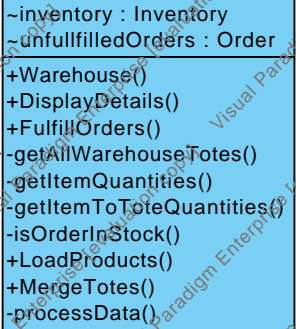 ~inventory : Inventory
~unfullfilledOrders : Order
+Warehouse()
+DisplayDetails()
+FulfillOrders()
-getAllWarehouseTotes()
-getItemQuantities()
-getItemToToteQuantities()
-isOrderInStock()
+LoadProducts()
+MergeTotes()
-processData()